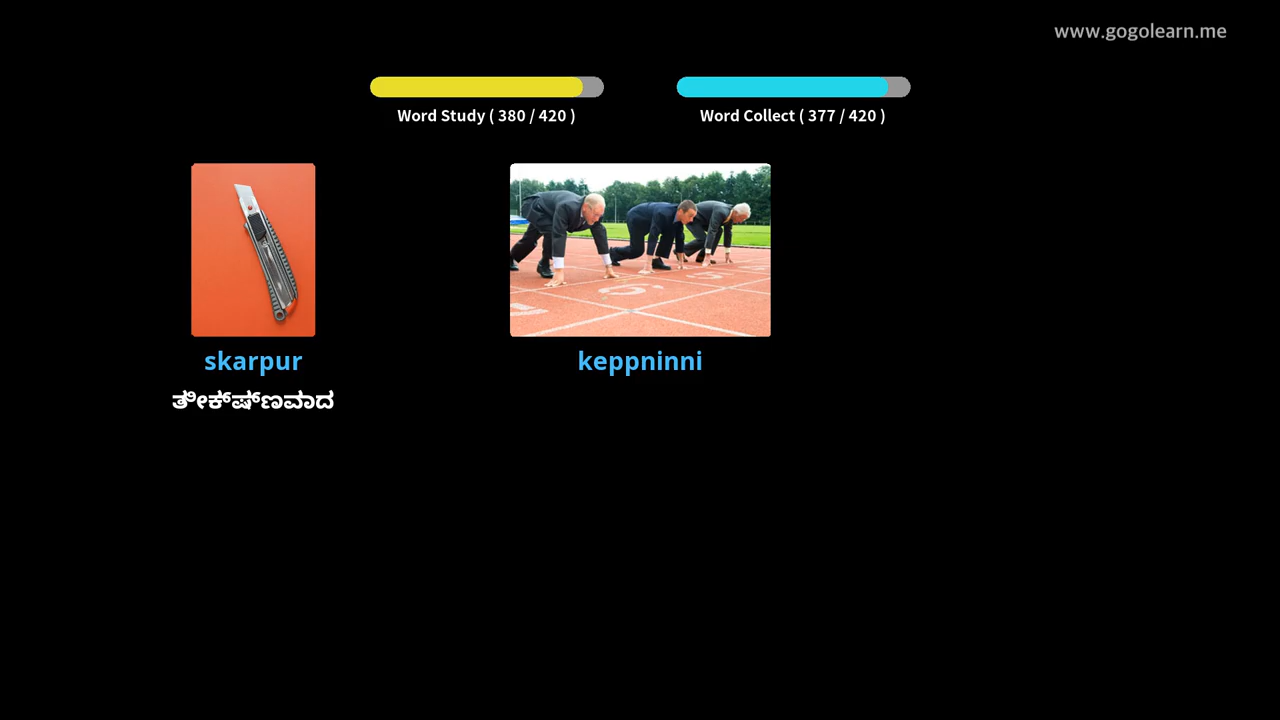 www.gogolearn.me
Word Study ( 380 / 420 )
Word Collect ( 377 / 420 )
skarpur
keppninni
ತೀಕ್ಷ್ಣವಾದ